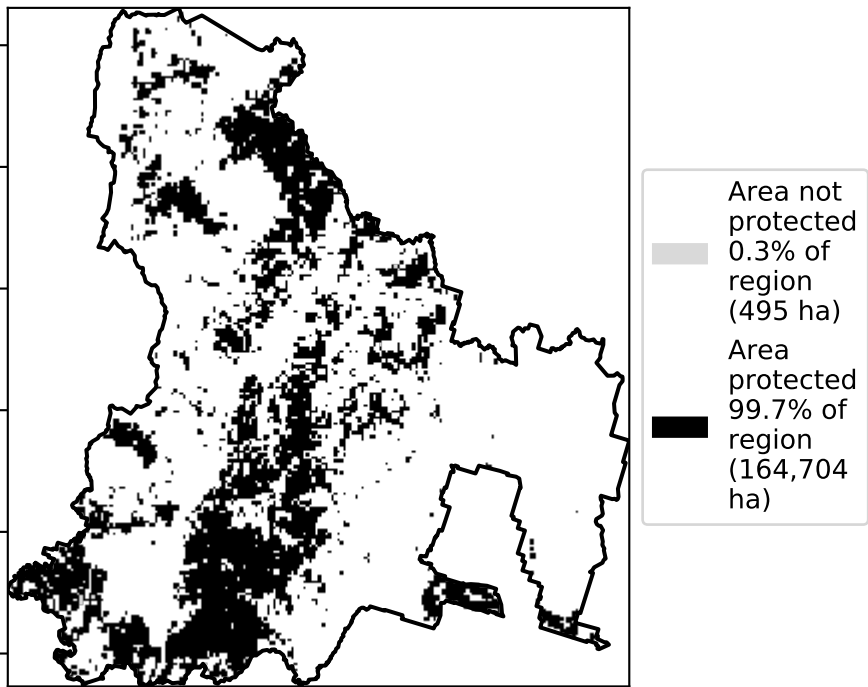 Area not
protected
0.3% of
region
(495 ha)
Area
protected
99.7% of
region
(164,704
ha)